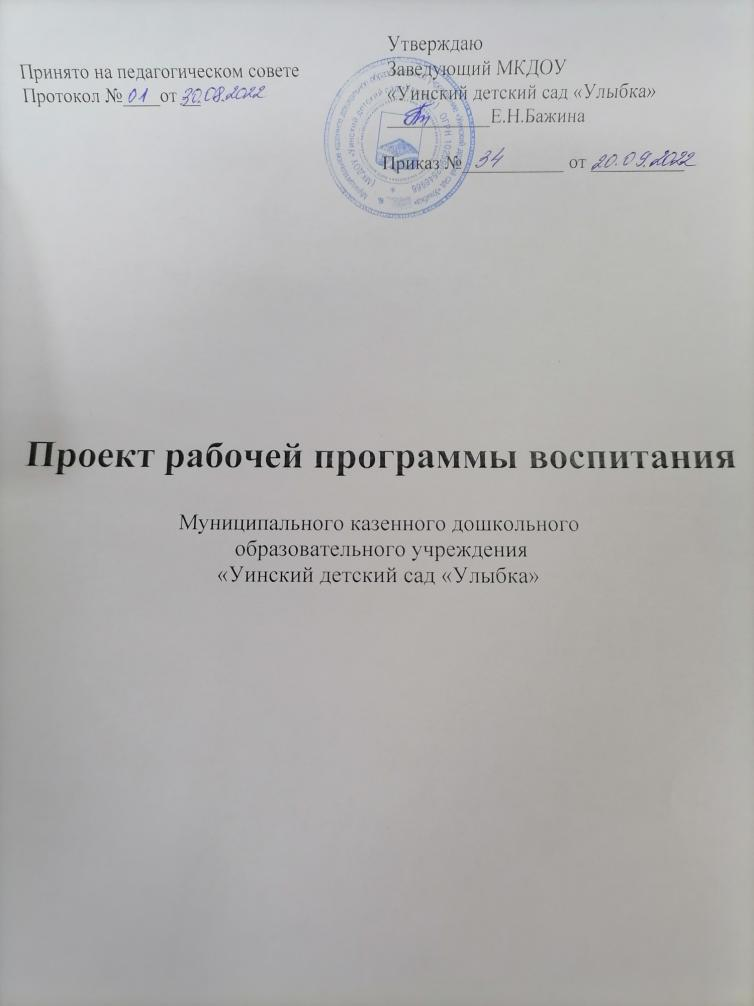 Принято на педагогическом совете
Протокол № 01 от 30.08.2022
Утверждаю
Заведующий МКДОУ
«Уинский детский сад «Улыбка»
Е.Н.Бажина
Приказ № 34 от 20.09.2022
Проект рабочей программы воспитания
Муниципального казенного дошкольного
образовательного учреждения
«Уинский детский сад «Улыбка»